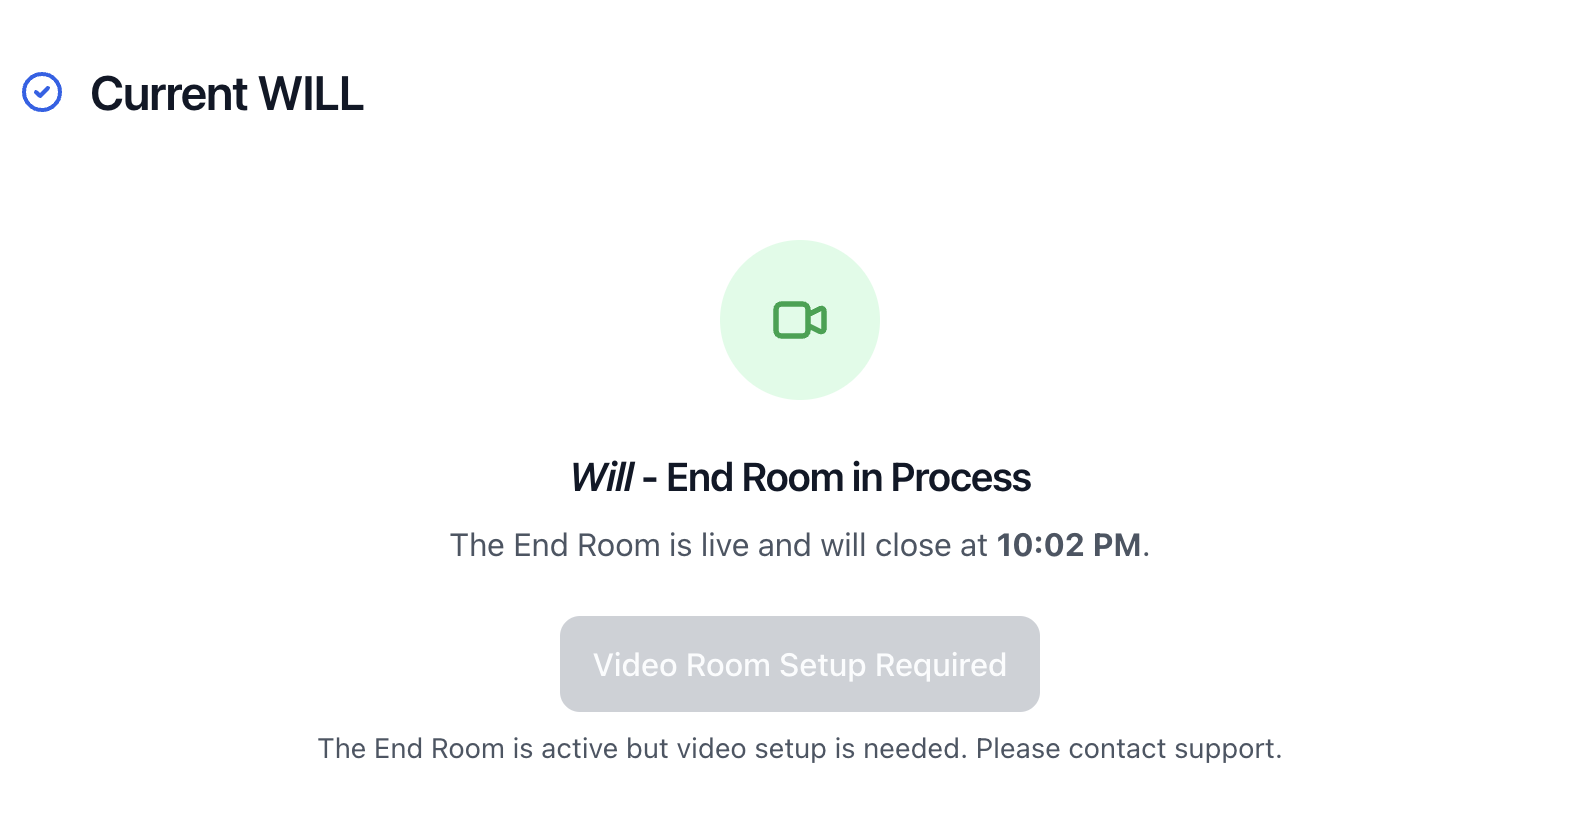 Current WILL
Will - End Room in Process
The End Room is live and will close at 10:02 PM.
Video Room Setup Required
The End Room is active but video setup is needed. Please contact support.